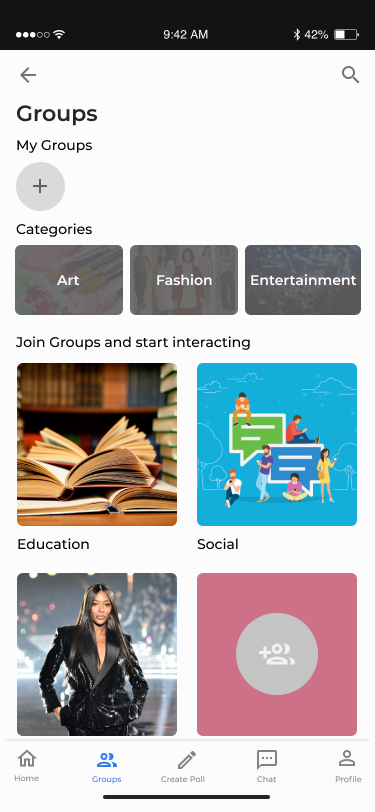 9:42 AM 42%
Groups
My Groups
Categories
Art Fashion Entertainment
Join Groups and start interacting
Education Social
Home Groups Create Poll Chat Profile